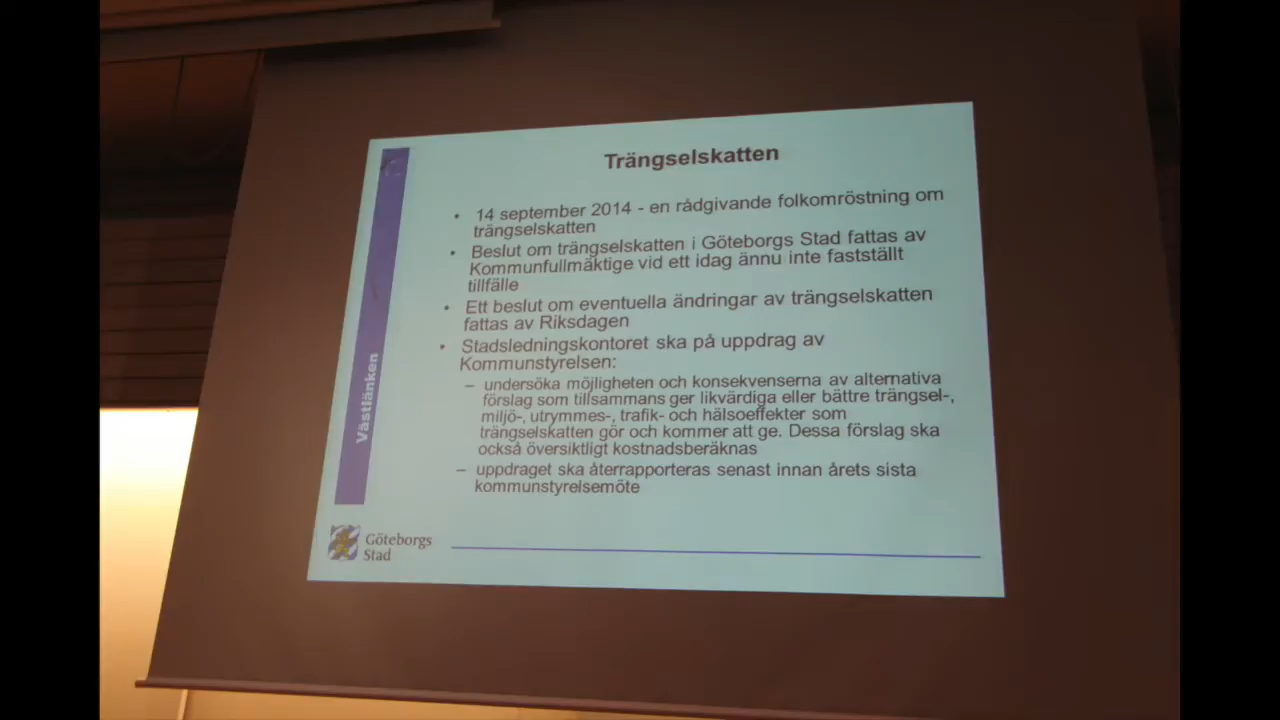 Trängselskatten
• 14 september 2014 - en rådgivande folkomröstning om
trängselskatten
• Beslut om trängselskatten i Göteborgs Stad fattas av
Kommunfullmäktige vid ett idag ännu inte fastställt
tillfälle
• Ett beslut om eventuella ändringar av trängselskatten
fattas av Riksdagen
• Stadsledningskontoret ska på uppdrag av
Kommunstyrelsen:
– undersöka möjligheten och konsekvenserna av alternativa
förslag som tillsammans ger likvärdiga eller bättre trängsel-,
miljö-, utrymmes-, trafik- och hälsoeffekter som
trängselskatten gör och kommer att ge. Dessa förslag ska
också översiktligt kostnadsberäknas
– uppdraget ska återrapporteras senast innan årets sista
kommunstyrelsemöte
Västlänken
Göteborgs
Stad